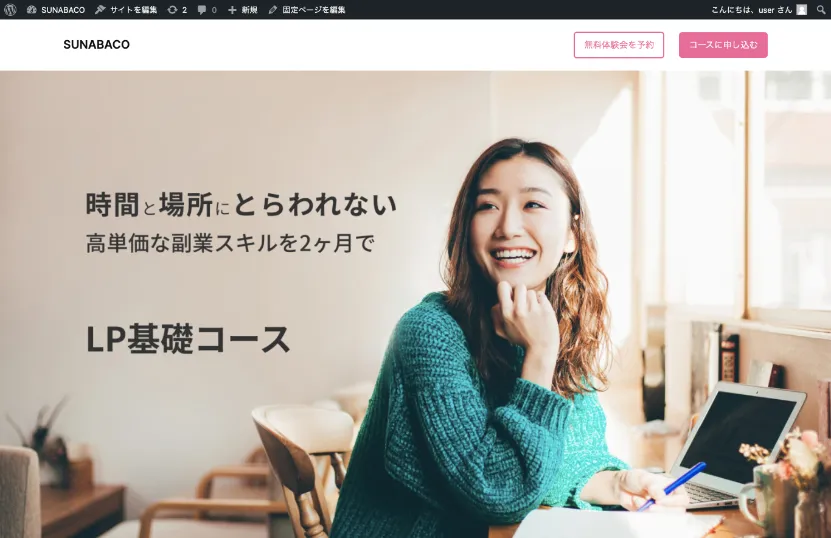 SUNABACO サイトを編集 2 0 新規 固定ページを編集 こんにちは、user さん
SUNABACO 無料体験会を予約 コースに申し込む
時間と場所にとらわれない
高単価な副業スキルを2ヶ月で
LP基礎コース